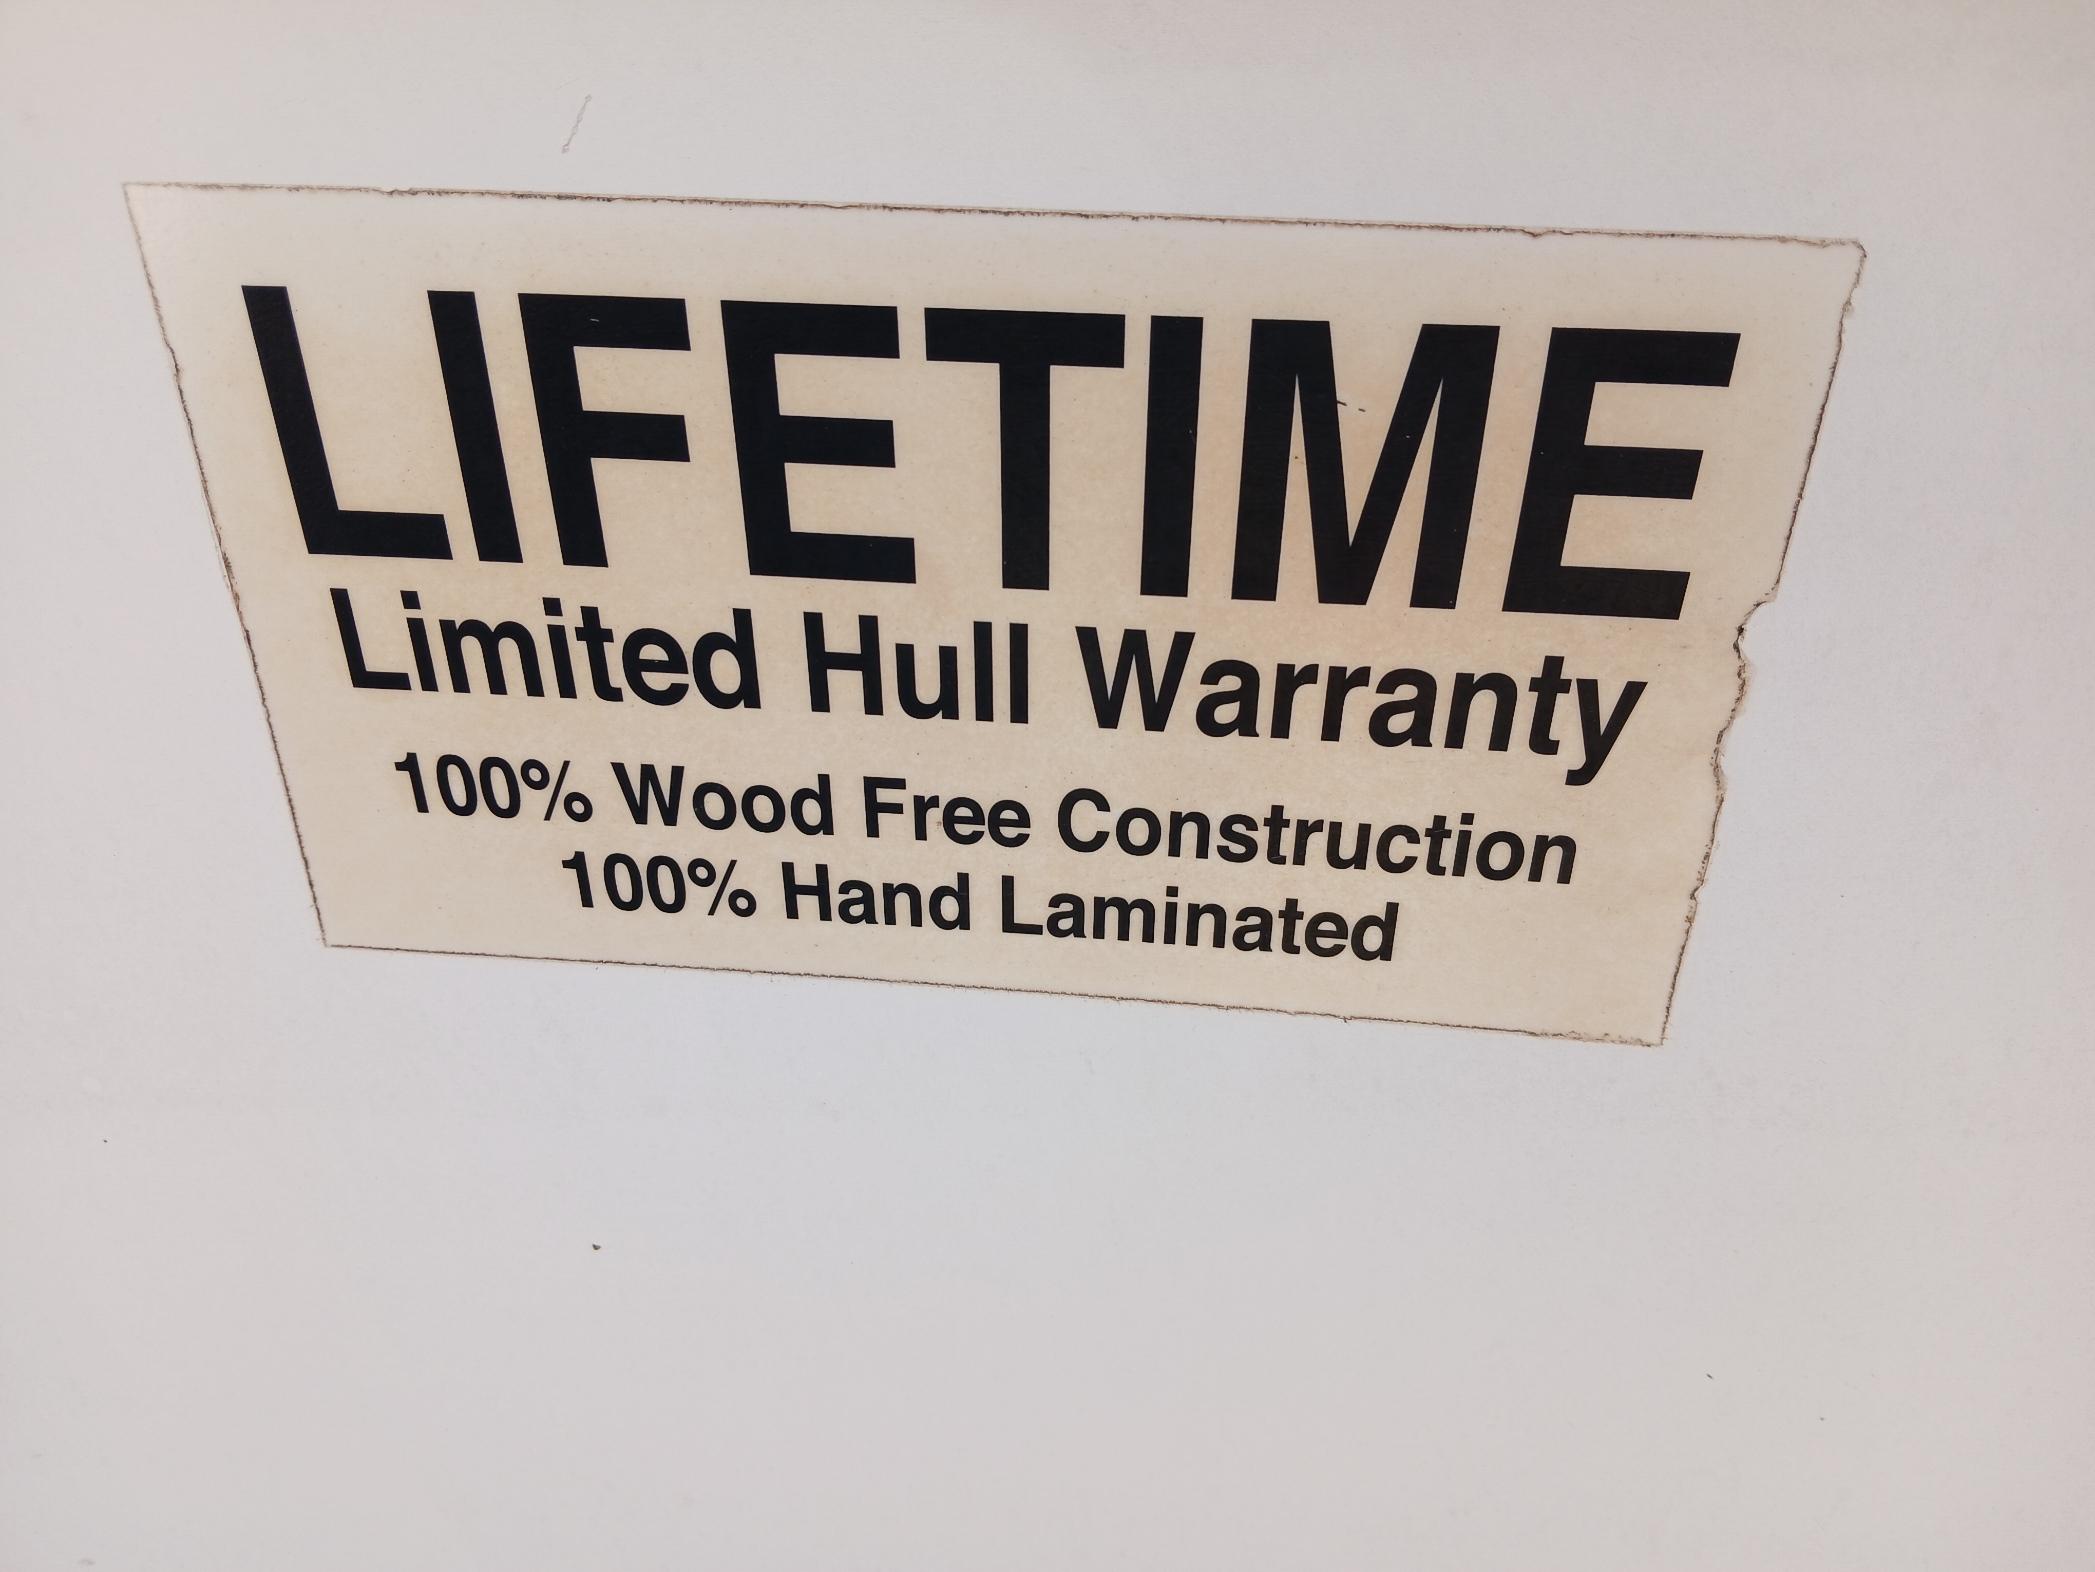 LIFETIME
Limited Hull Warranty
100% Wood Free Construction
100% Hand Laminated